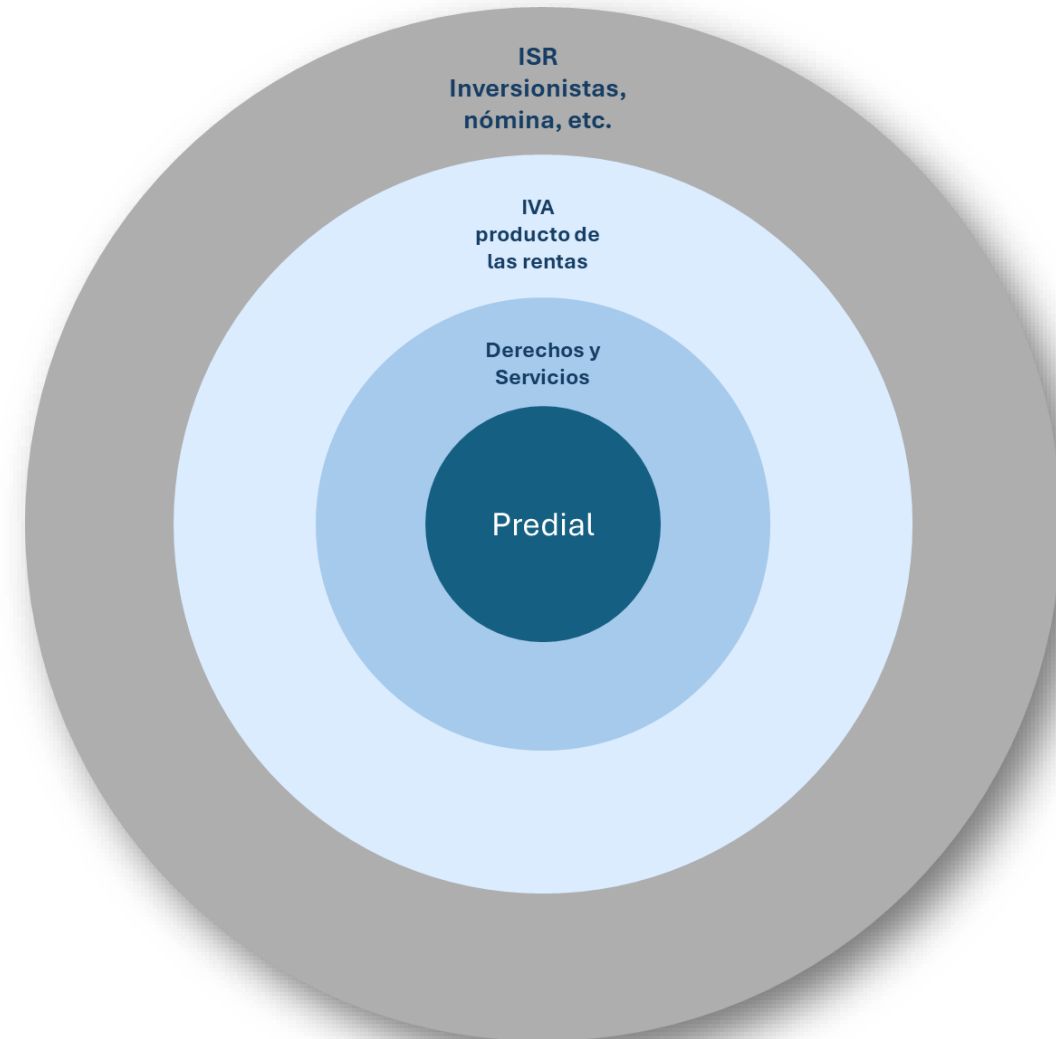 ISR
Inversionistas,
nómina, etc.
IVA
producto de
las rentas
Derechos y
Servicios
Predial